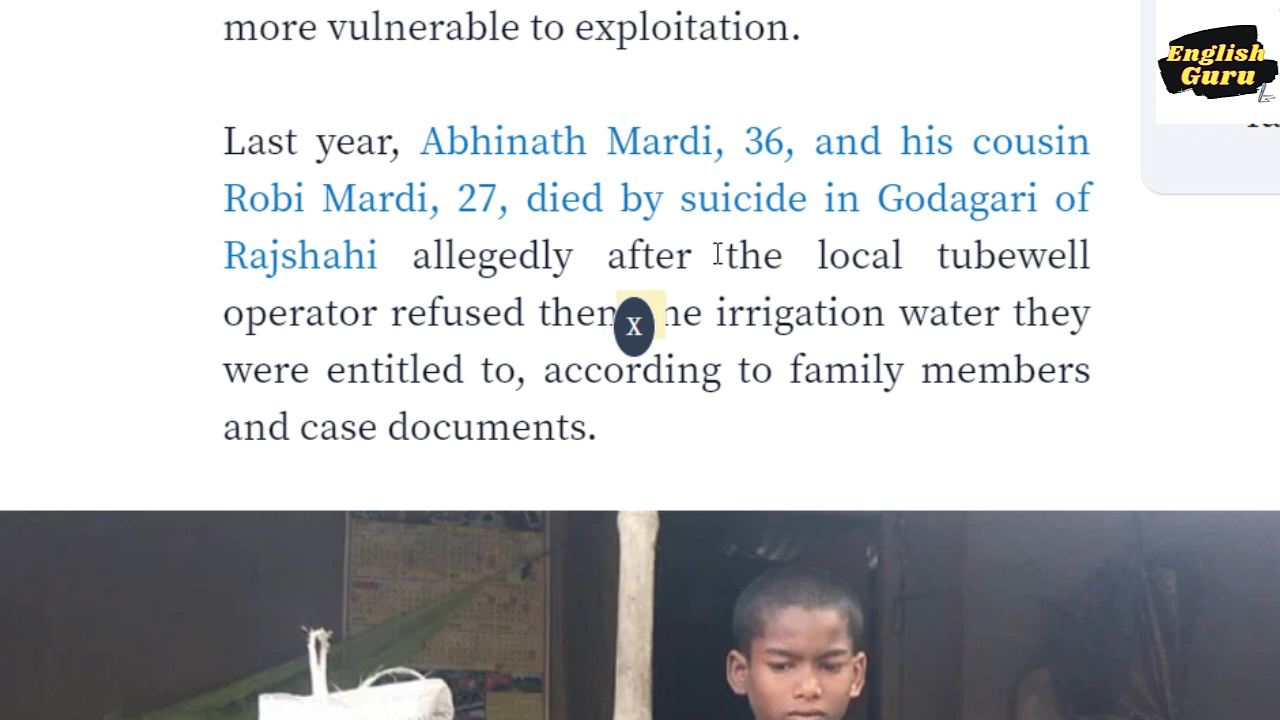 more vulnerable to exploitation.
English
Guru
Last year, Abhinath Mardi, 36, and his cousin
Robi Mardi, 27, died by suicide in Godagari of
Rajshahi allegedly after the local tubewell
operator refused irrigation water they
X
were entitled to, according to family members
and case documents.